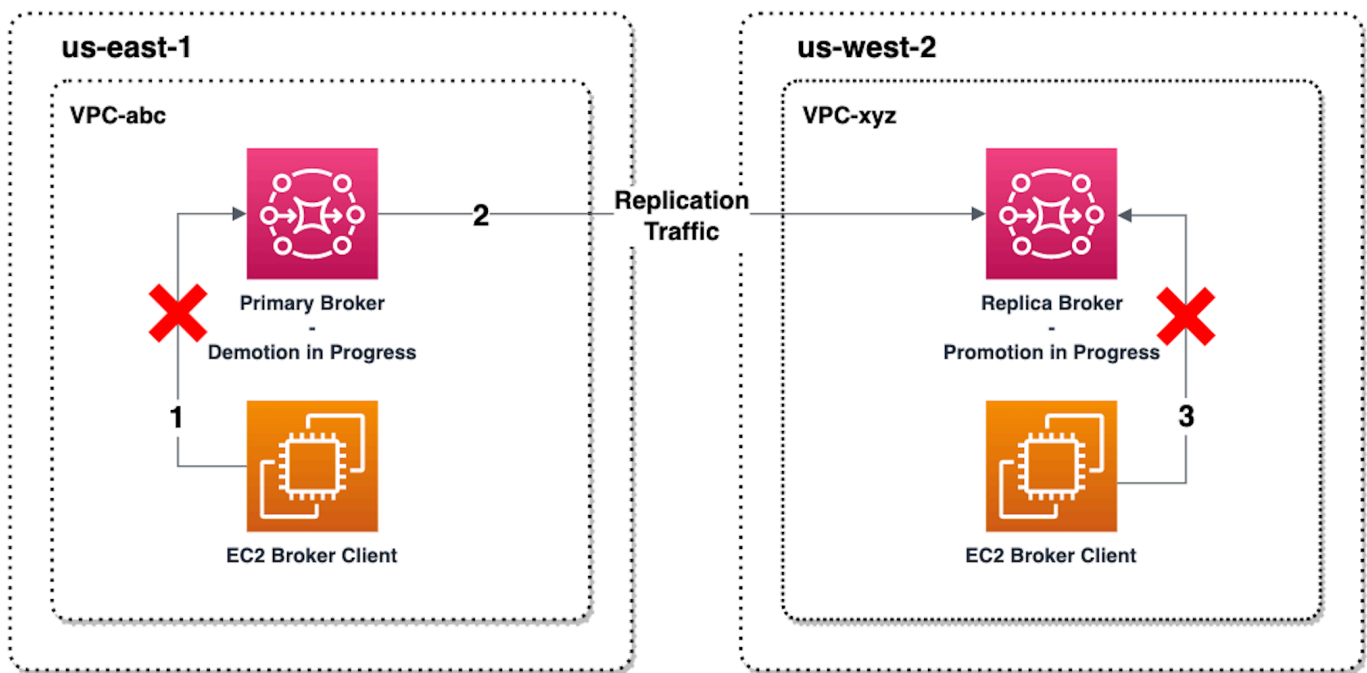 us-east-1
VPC-abc
Primary Broker
-
Demotion in Progress
1
EC2 Broker Client
2
Replication
Traffic
us-west-2
VPC-xyz
Replica Broker
-
Promotion in Progress
3
EC2 Broker Client